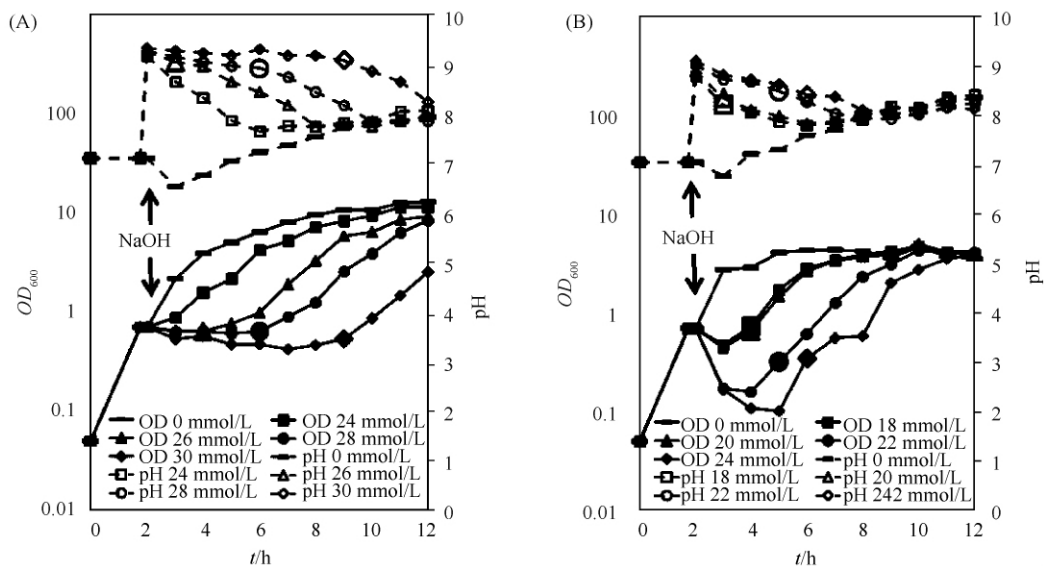 (A)
10
9
100
8
7
10
6
NaOH
OD600
5
pH
1
4
3
0.1
OD 0 mmol/L OD 24 mmol/L
2
OD 26 mmol/L OD 28 mmol/L
OD 30 mmol/L pH 0 mmol/L
pH 24 mmol/L pH 26 mmol/L
1
pH 28 mmol/L pH 30 mmol/L
0.01 0
0 2 4 6 8 10 12
t/h
(B)
10
9
100
8
7
10
6
NaOH
OD600
5
pH
1
4
3
0.1
2
OD 0 mmol/L OD 18 mmol/L
OD 20 mmol/L OD 22 mmol/L
OD 24 mmol/L pH 0 mmol/L
1
pH 18 mmol/L pH 20 mmol/L
pH 22 mmol/L pH 242 mmol/L
0.01 0
0 2 4 6 8 10 12
t/h